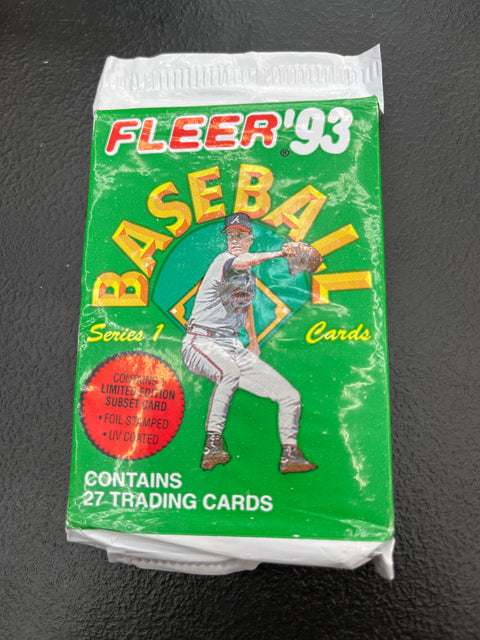 FLEER '93
®
BASEBALL
A
Series 1 Cards
CONTAINS
LIMITED EDITION
SUBSET CARD
• FOIL STAMPED
• UV COATED
CONTAINS
27 TRADING CARDS